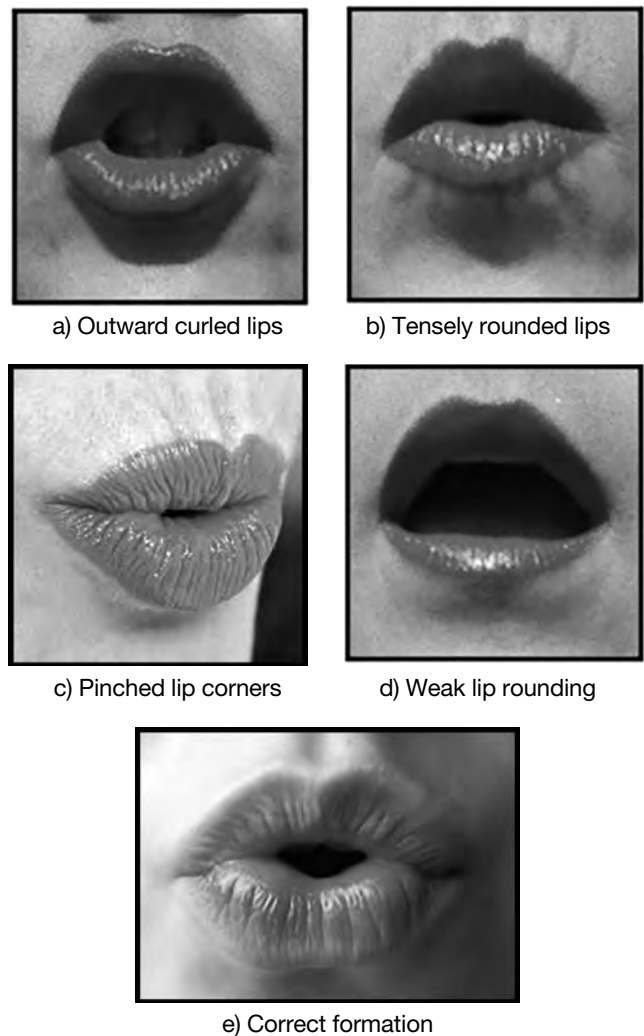 a) Outward curled lips
b) Tensely rounded lips
c) Pinched lip corners
d) Weak lip rounding
e) Correct formation